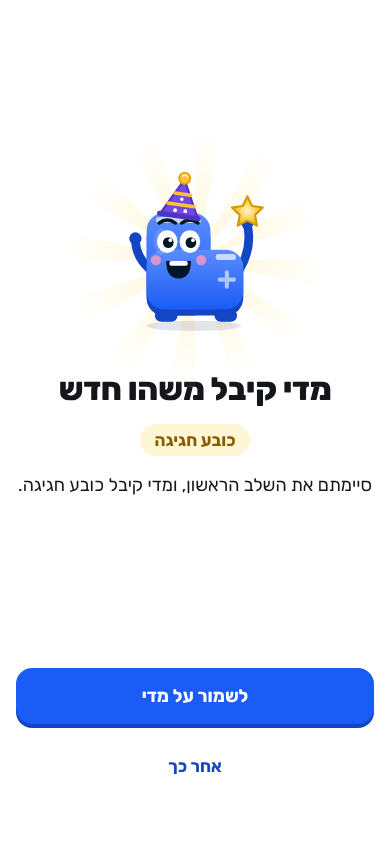 מדי קיבל משהו חדש
כובע חגיגה
סיימתם את השלב הראשון, ומדי קיבל כובע חגיגה.
לשמור על מדי
אחר כך